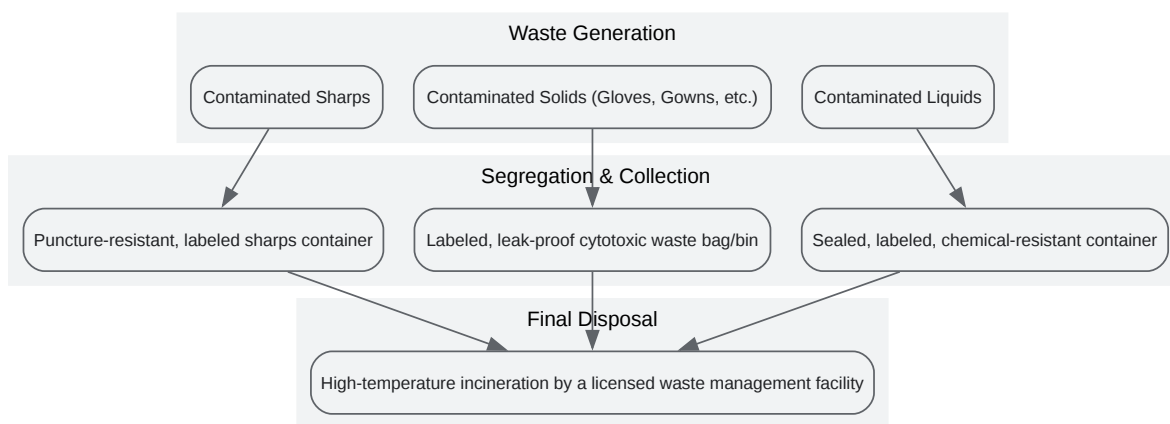 Waste Generation
Contaminated Sharps
Contaminated Solids (Gloves, Gowns, etc.)
Contaminated Liquids
Segregation & Collection
Puncture-resistant, labeled sharps container
Labeled, leak-proof cytotoxic waste bag/bin
Sealed, labeled, chemical-resistant container
Final Disposal
High-temperature incineration by a licensed waste management facility